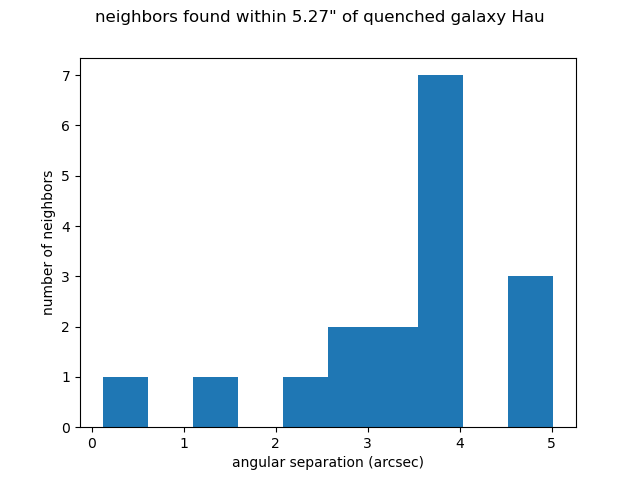 neighbors found within 5.27" of quenched galaxy Hau
7
6
5
4
3
2
1
0
number of neighbors
0 1 2 3 4 5
angular separation (arcsec)